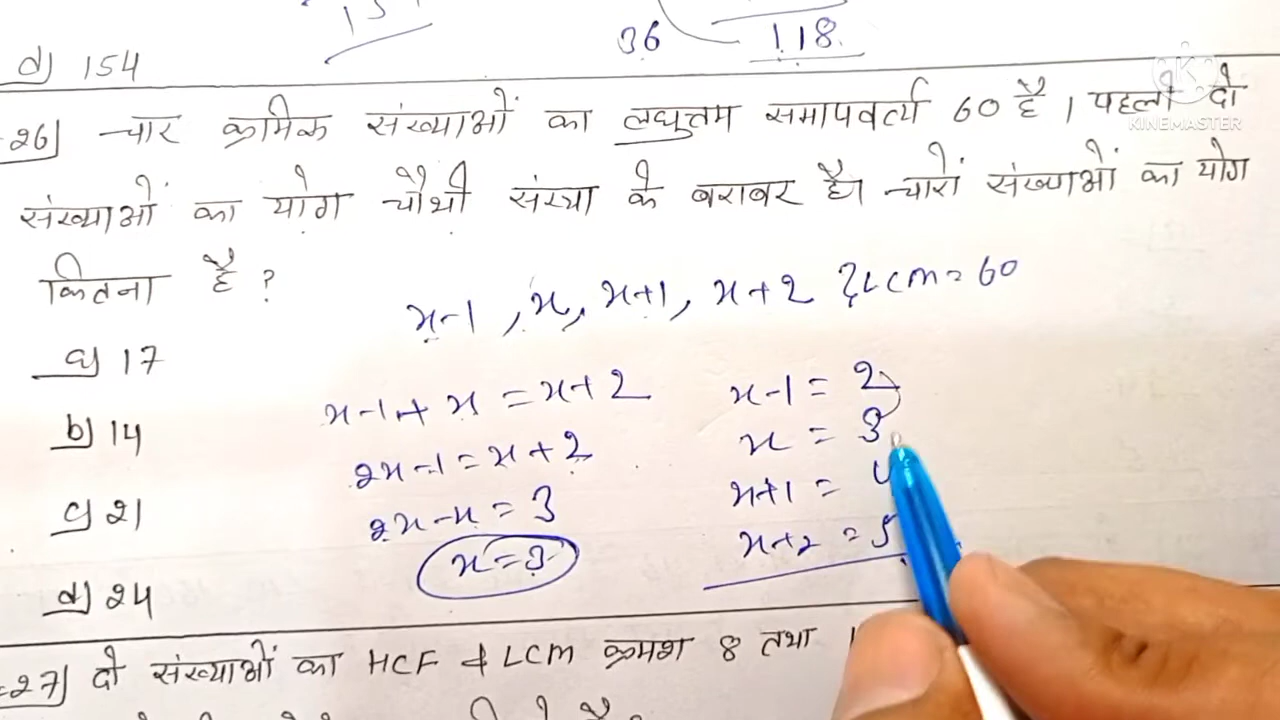 36
118
d) 154
KINEMASTER
26] चार क्रमिक संख्याओं का लघुत्तम समापवर्त्य 60 है । पहली दो
संख्याओं का योग चौथी संख्या के बराबर है। चारों संख्याओं का योग
कितना है ?
x-1 , x, x+1, x+2 } LCM = 60
a) 17
b) 14
c) 21
d) 24
x-1+x = x+2
2x-1 = x+2
2x-x = 3
x=3
x-1 = 2
x = 3
x+1 = 4
x+2 = 5
27] दो संख्याओं का HCF & LCM क्रमश 8 तथा